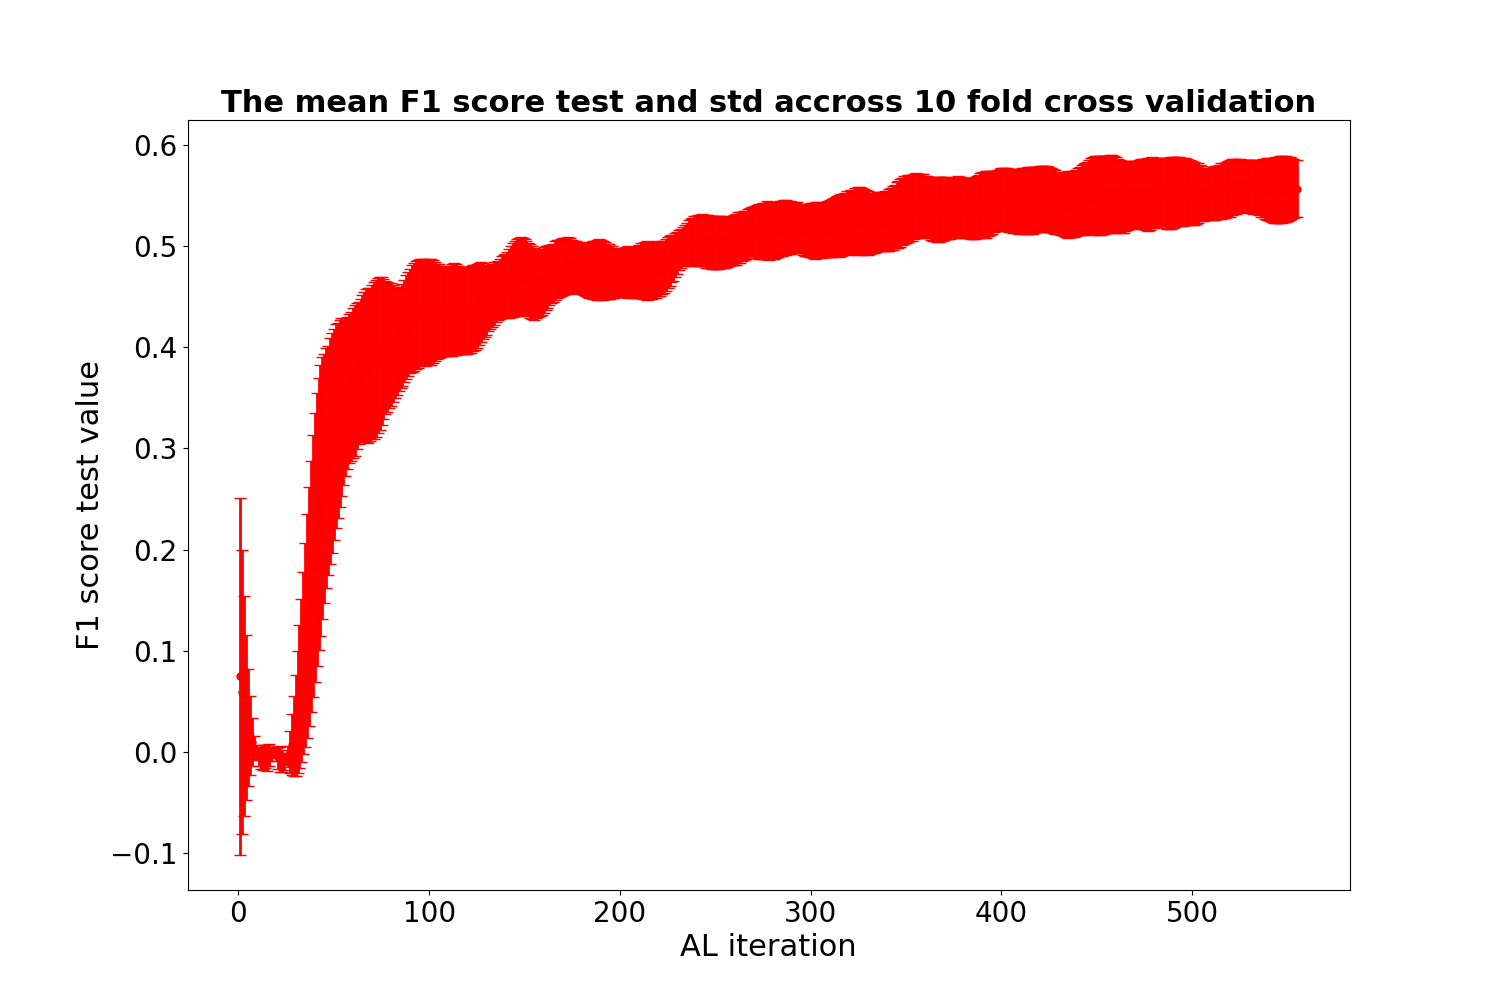 The mean F1 score test and std accross 10 fold cross validation
0.6
0.5
0.4
0.3
0.2
0.1
0.0
−0.1
F1 score test value
0 100 200 300 400 500
AL iteration